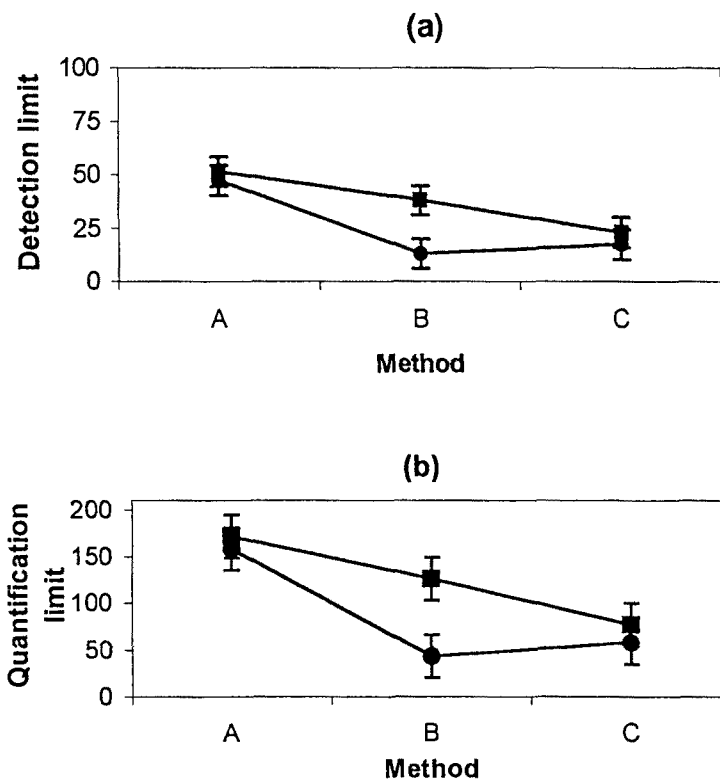 (a)
Detection limit
100
75
50
25
0
A B C
Method
(b)
Quantification
limit
200
150
100
50
0
A B C
Method